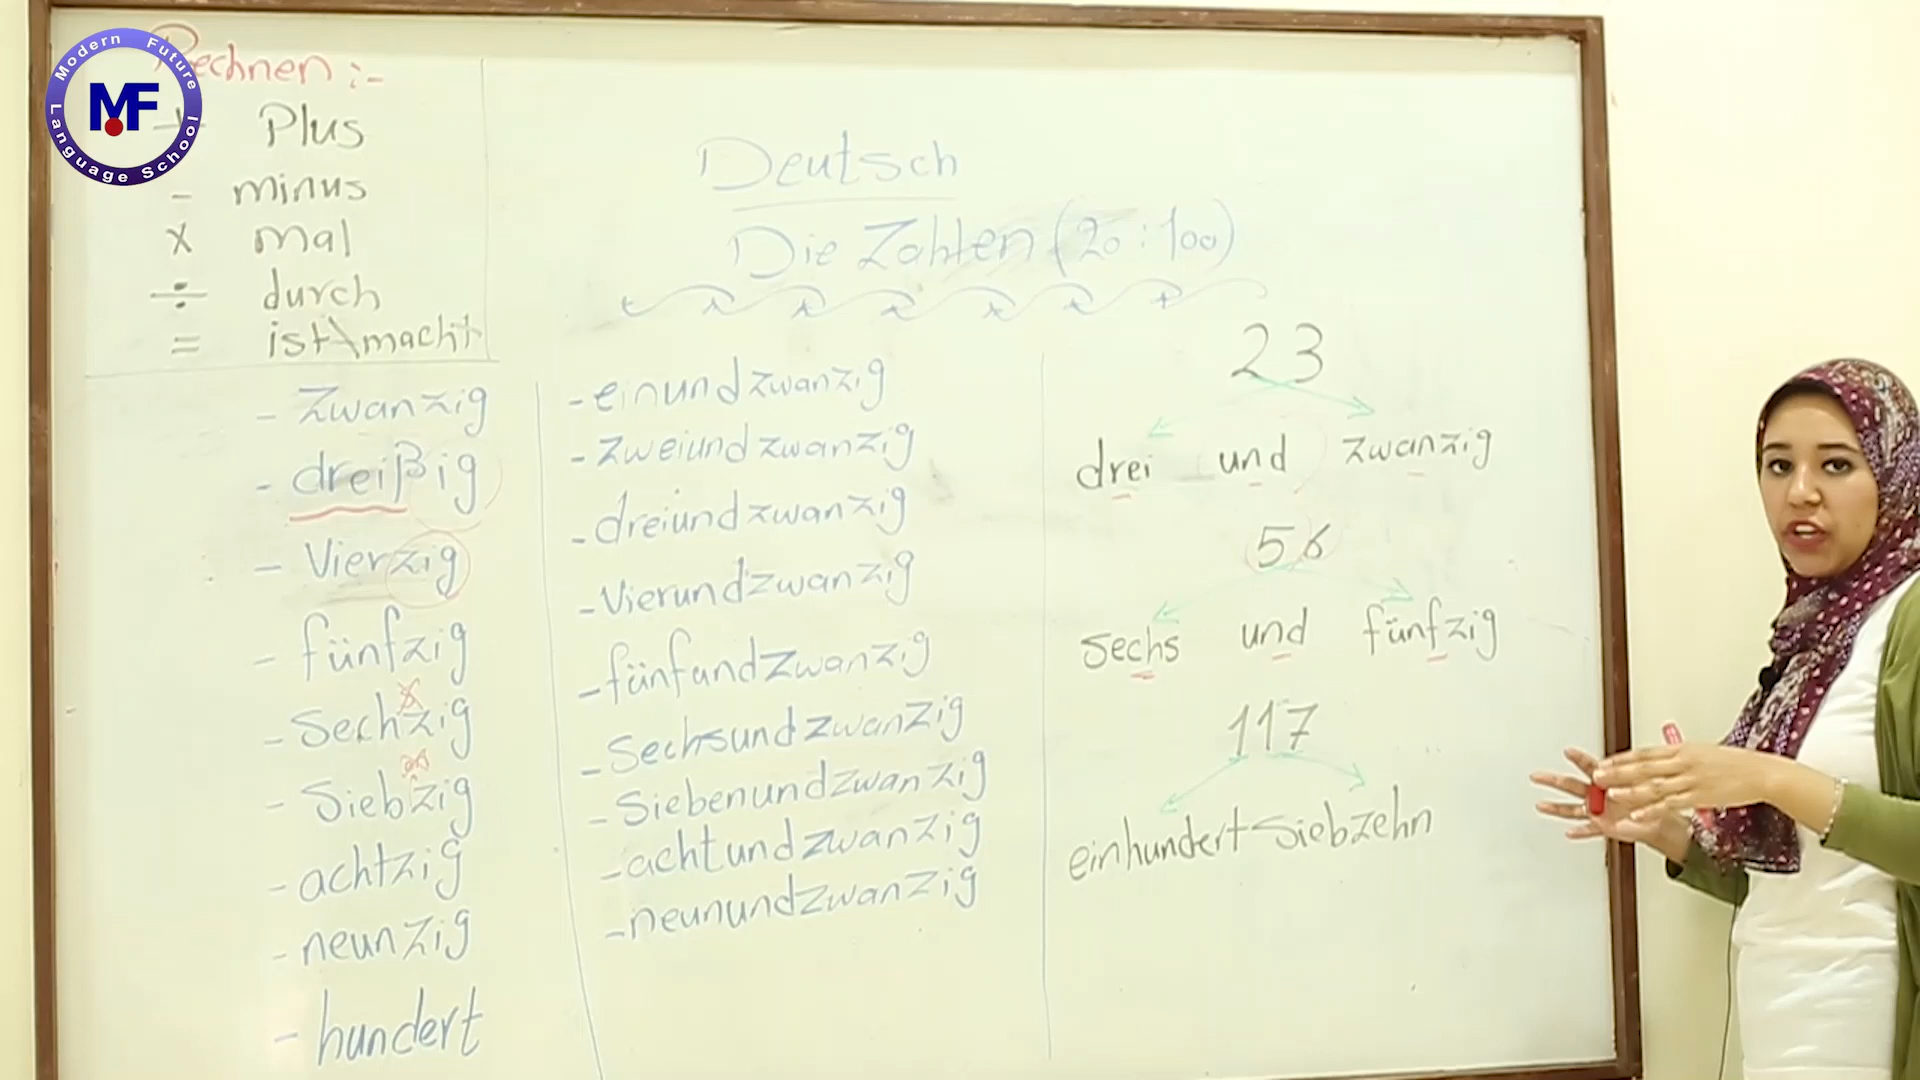 Modern Future
MF
Language School
Rechnen :-
+ Plus
- minus
x mal
÷ durch
= ist\macht
Deutsch
Die Zahlen (20 : 100)
- Zwanzig
- dreißig
- Vierzig
- fünfzig
- Sechzig
- Siebzig
- achtzig
- neunzig
- hundert
- einundzwanzig
- zweiundzwanzig
- dreiundzwanzig
- Vierundzwanzig
- fünfundzwanzig
- Sechsundzwanzig
- Siebenundzwanzig
- achtundzwanzig
- neunundzwanzig
23
drei und zwanzig
56
sechs und fünfzig
117
einhundertsiebzehn